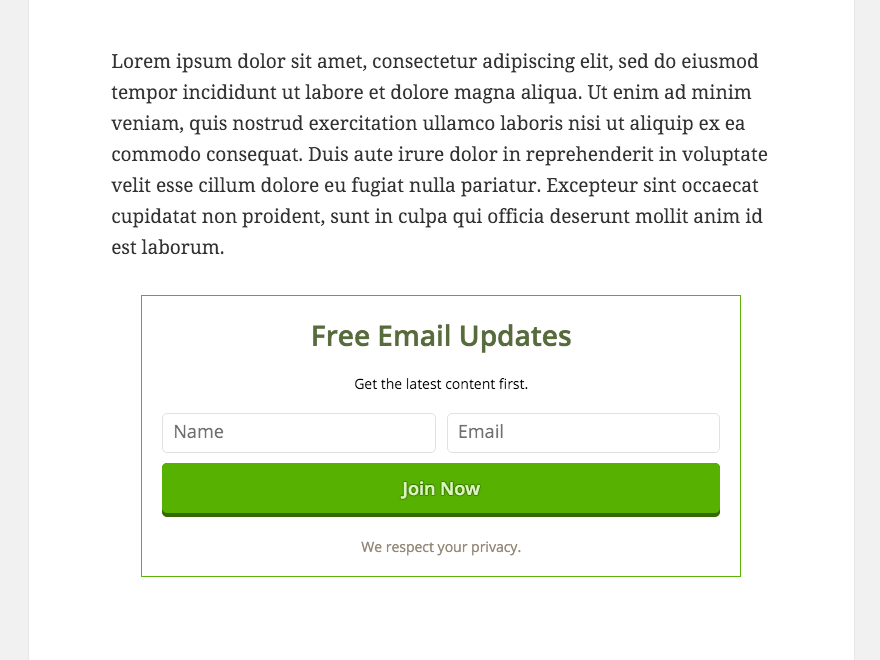 Lorem ipsum dolor sit amet, consectetur adipiscing elit, sed do eiusmod
tempor incididunt ut labore et dolore magna aliqua. Ut enim ad minim
veniam, quis nostrud exercitation ullamco laboris nisi ut aliquip ex ea
commodo consequat. Duis aute irure dolor in reprehenderit in voluptate
velit esse cillum dolore eu fugiat nulla pariatur. Excepteur sint occaecat
cupidatat non proident, sunt in culpa qui officia deserunt mollit anim id
est laborum.
Free Email Updates
Get the latest content first.
Name
Email
Join Now
We respect your privacy.